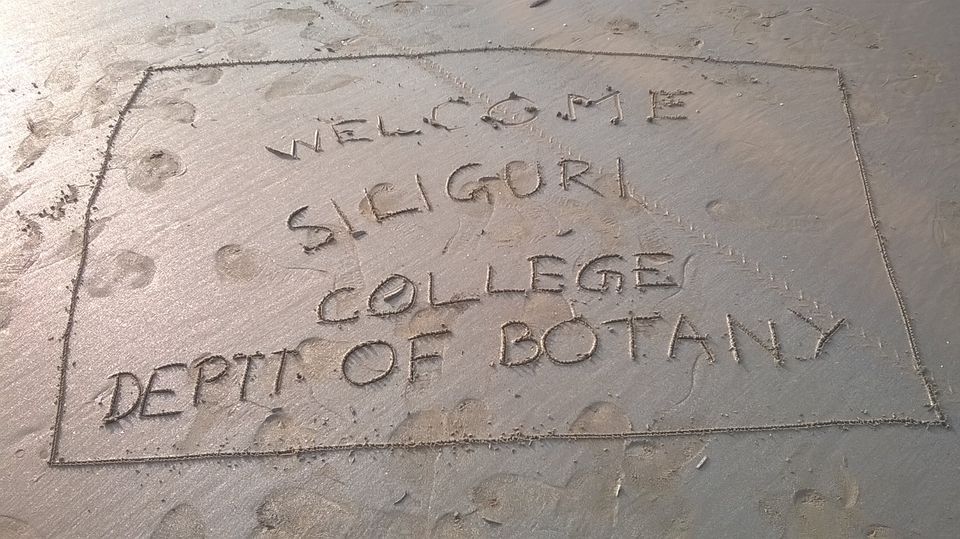 WELCOME
SILIGURI
COLLEGE
DEPTT OF BOTANY